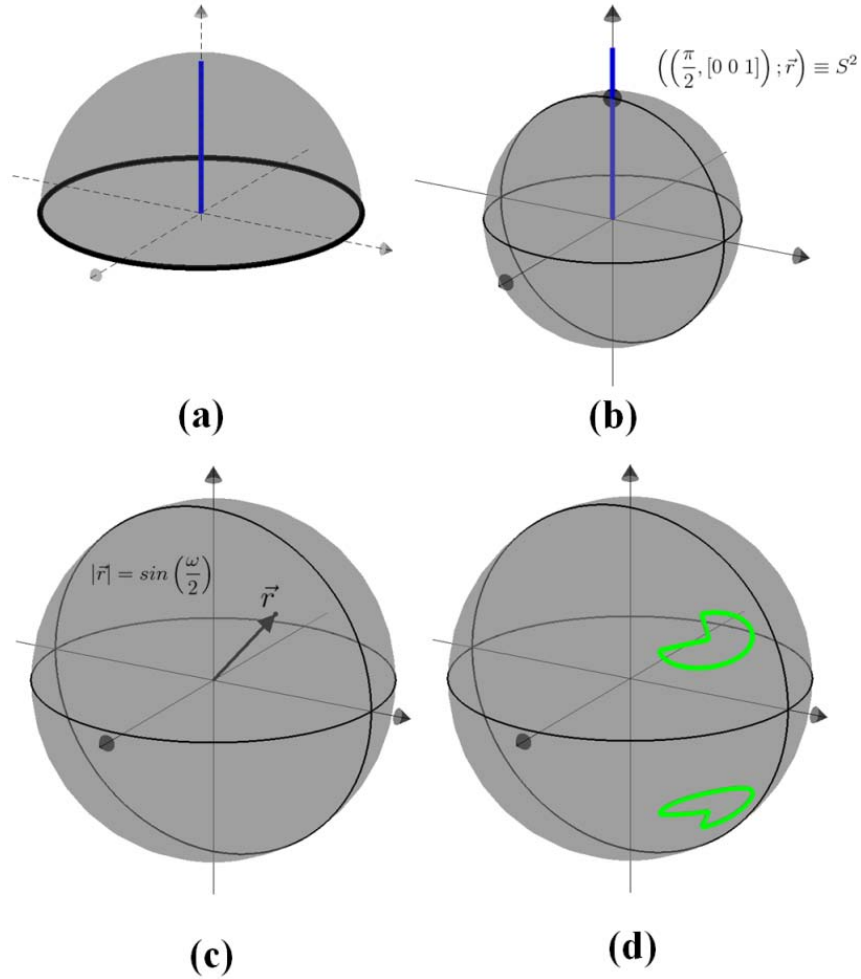 ((π/2, [0 0 1]); r⃗) ≡ S²
(a)
(b)
|r⃗| = sin(ω/2)
r⃗
(c)
(d)